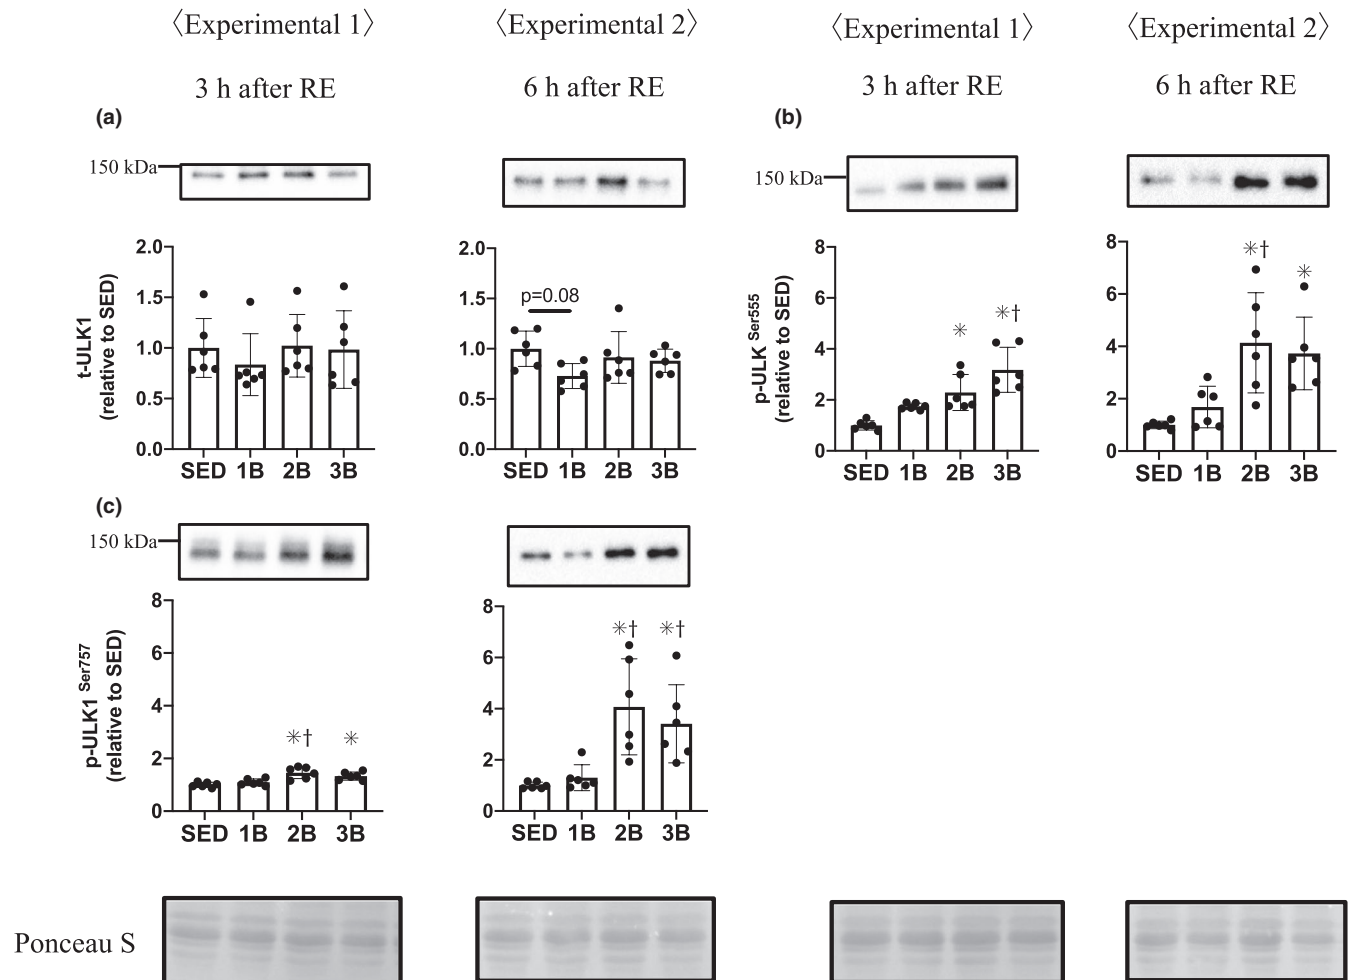 〈Experimental 1〉
〈Experimental 2〉
〈Experimental 1〉
〈Experimental 2〉
3 h after RE
6 h after RE
3 h after RE
6 h after RE
(a)
150 kDa
t-ULK1
(relative to SED)
2.0
1.5
1.0
0.5
0.0
SED 1B 2B 3B
2.0
1.5
1.0
0.5
0.0
p=0.08
SED 1B 2B 3B
(b)
150 kDa
p-ULK Ser555
(relative to SED)
8
6
4
2
0
✳
✳†
SED 1B 2B 3B
8
6
4
2
0
✳†
✳
SED 1B 2B 3B
(c)
150 kDa
p-ULK1 Ser757
(relative to SED)
8
6
4
2
0
✳†
✳
SED 1B 2B 3B
8
6
4
2
0
✳†
✳†
SED 1B 2B 3B
Ponceau S